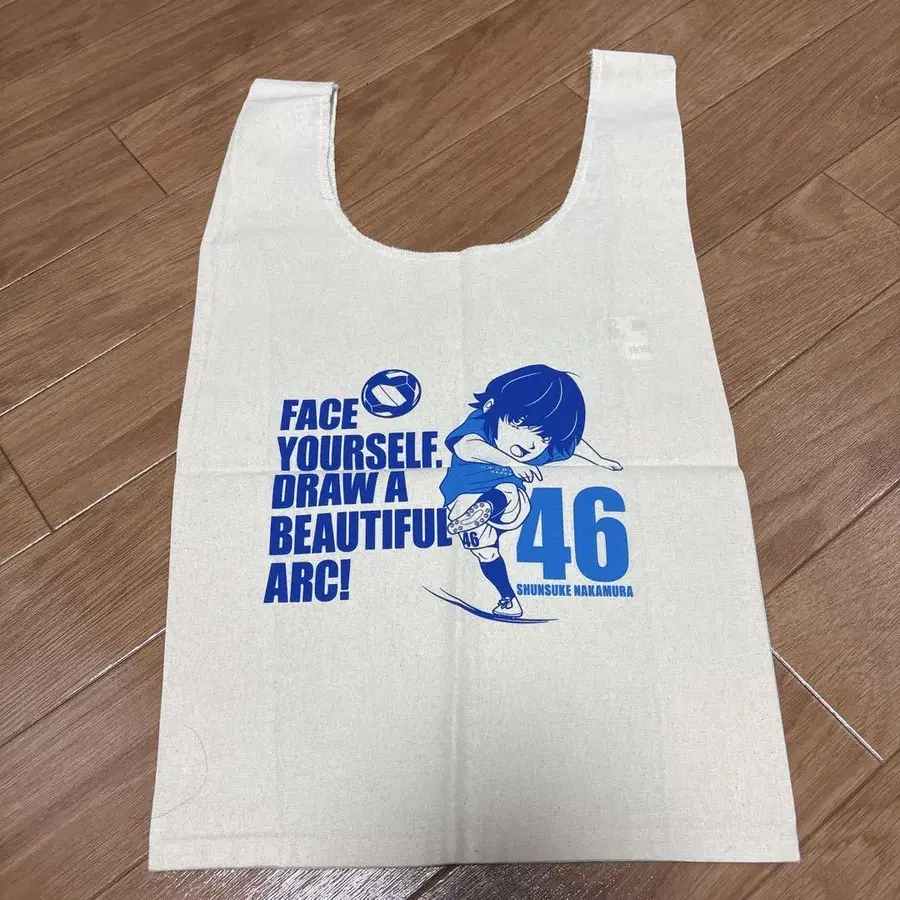 FACE
YOURSELF.
DRAW A
BEAUTIFUL
ARC!
46
46
SHUNSUKE NAKAMURA